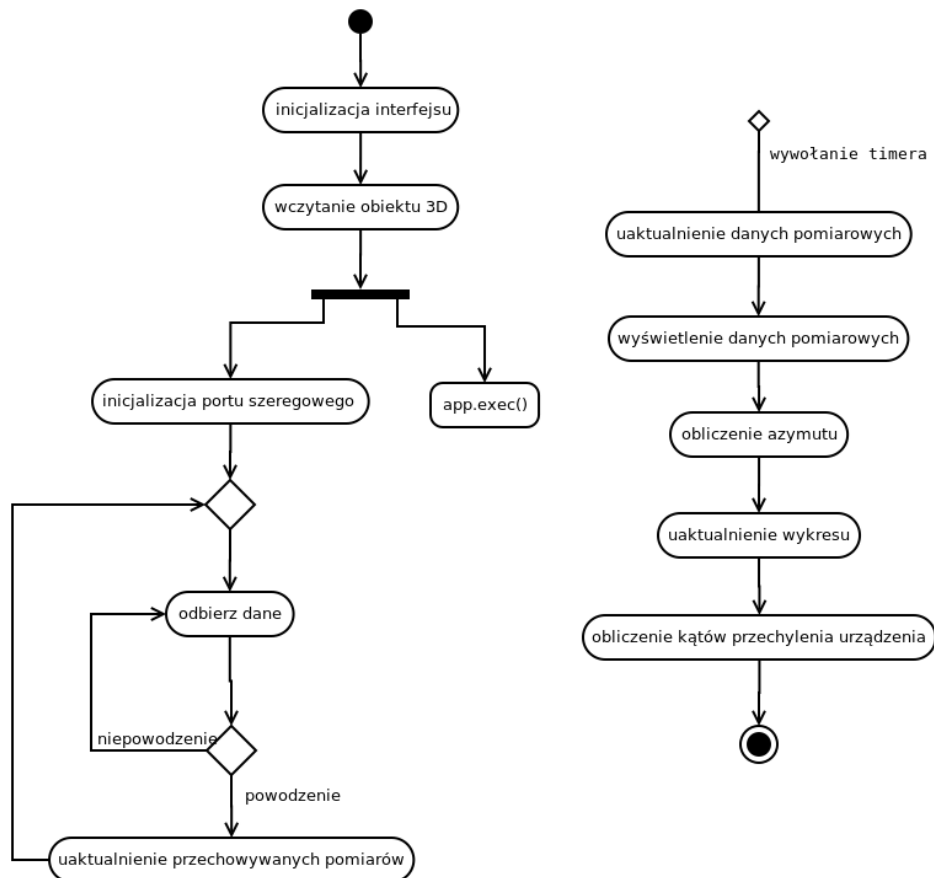 inicjalizacja interfejsu
wczytanie obiektu 3D
inicjalizacja portu szeregowego
app.exec()
odbierz dane
niepowodzenie
powodzenie
uaktualnienie przechowywanych pomiarów
wywołanie timera
uaktualnienie danych pomiarowych
wyświetlenie danych pomiarowych
obliczenie azymutu
uaktualnienie wykresu
obliczenie kątów przechylenia urządzenia